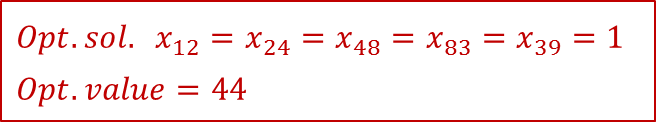 Opt. sol. x₁₂ = x₂₄ = x₄₈ = x₈₃ = x₃₉ = 1
Opt. value = 44